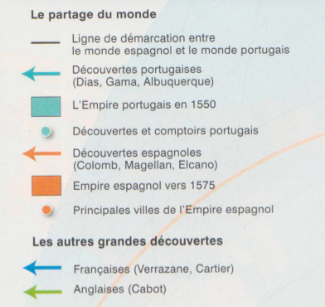 Le partage du monde
Ligne de démarcation entre
le monde espagnol et le monde portugais
Découvertes portugaises
(Dias, Gama, Albuquerque)
L'Empire portugais en 1550
Découvertes et comptoirs portugais
Découvertes espagnoles
(Colomb, Magellan, Elcano)
Empire espagnol vers 1575
Principales villes de l'Empire espagnol
Les autres grandes découvertes
Françaises (Verrazane, Cartier)
Anglaises (Cabot)